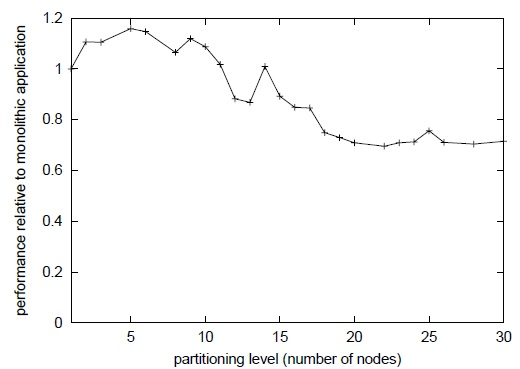 performance relative to monolithic application
1.2
1
0.8
0.6
0.4
0.2
0
5 10 15 20 25 30
partitioning level (number of nodes)